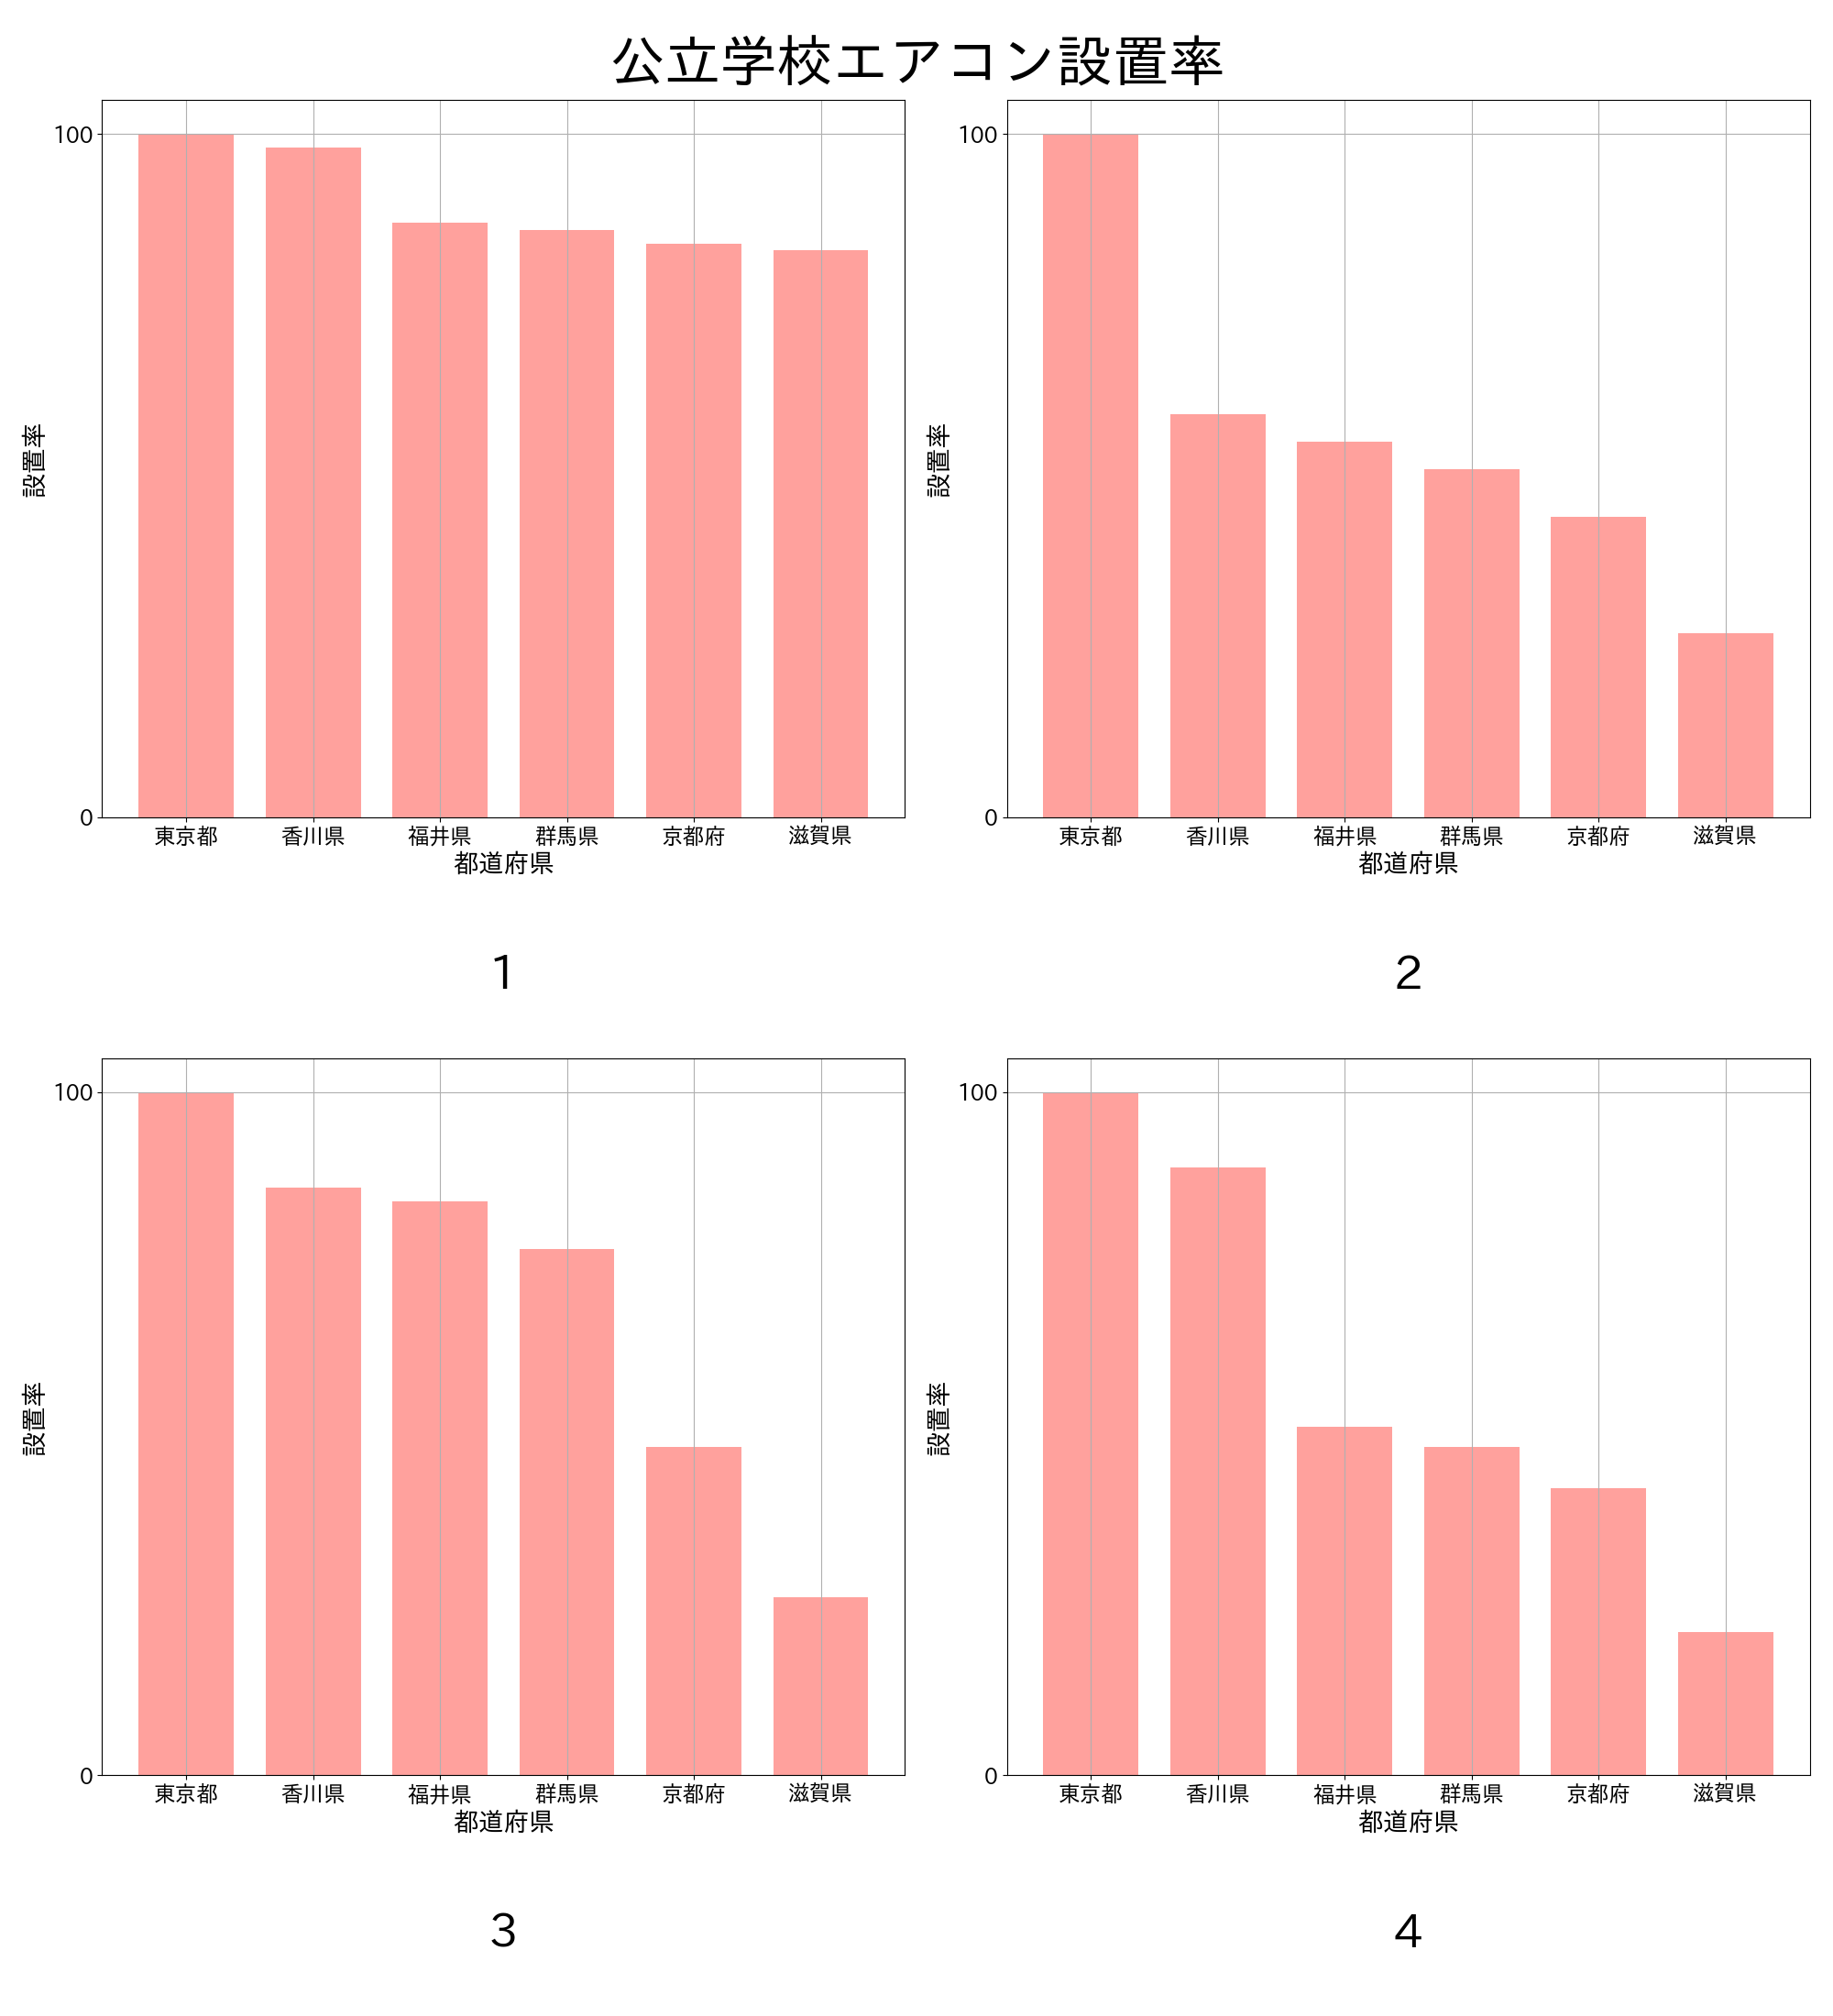 公立学校エアコン設置率
100
0
設置率
東京都 香川県 福井県 群馬県 京都府 滋賀県
都道府県
1
100
0
設置率
東京都 香川県 福井県 群馬県 京都府 滋賀県
都道府県
2
100
0
設置率
東京都 香川県 福井県 群馬県 京都府 滋賀県
都道府県
3
100
0
設置率
東京都 香川県 福井県 群馬県 京都府 滋賀県
都道府県
4